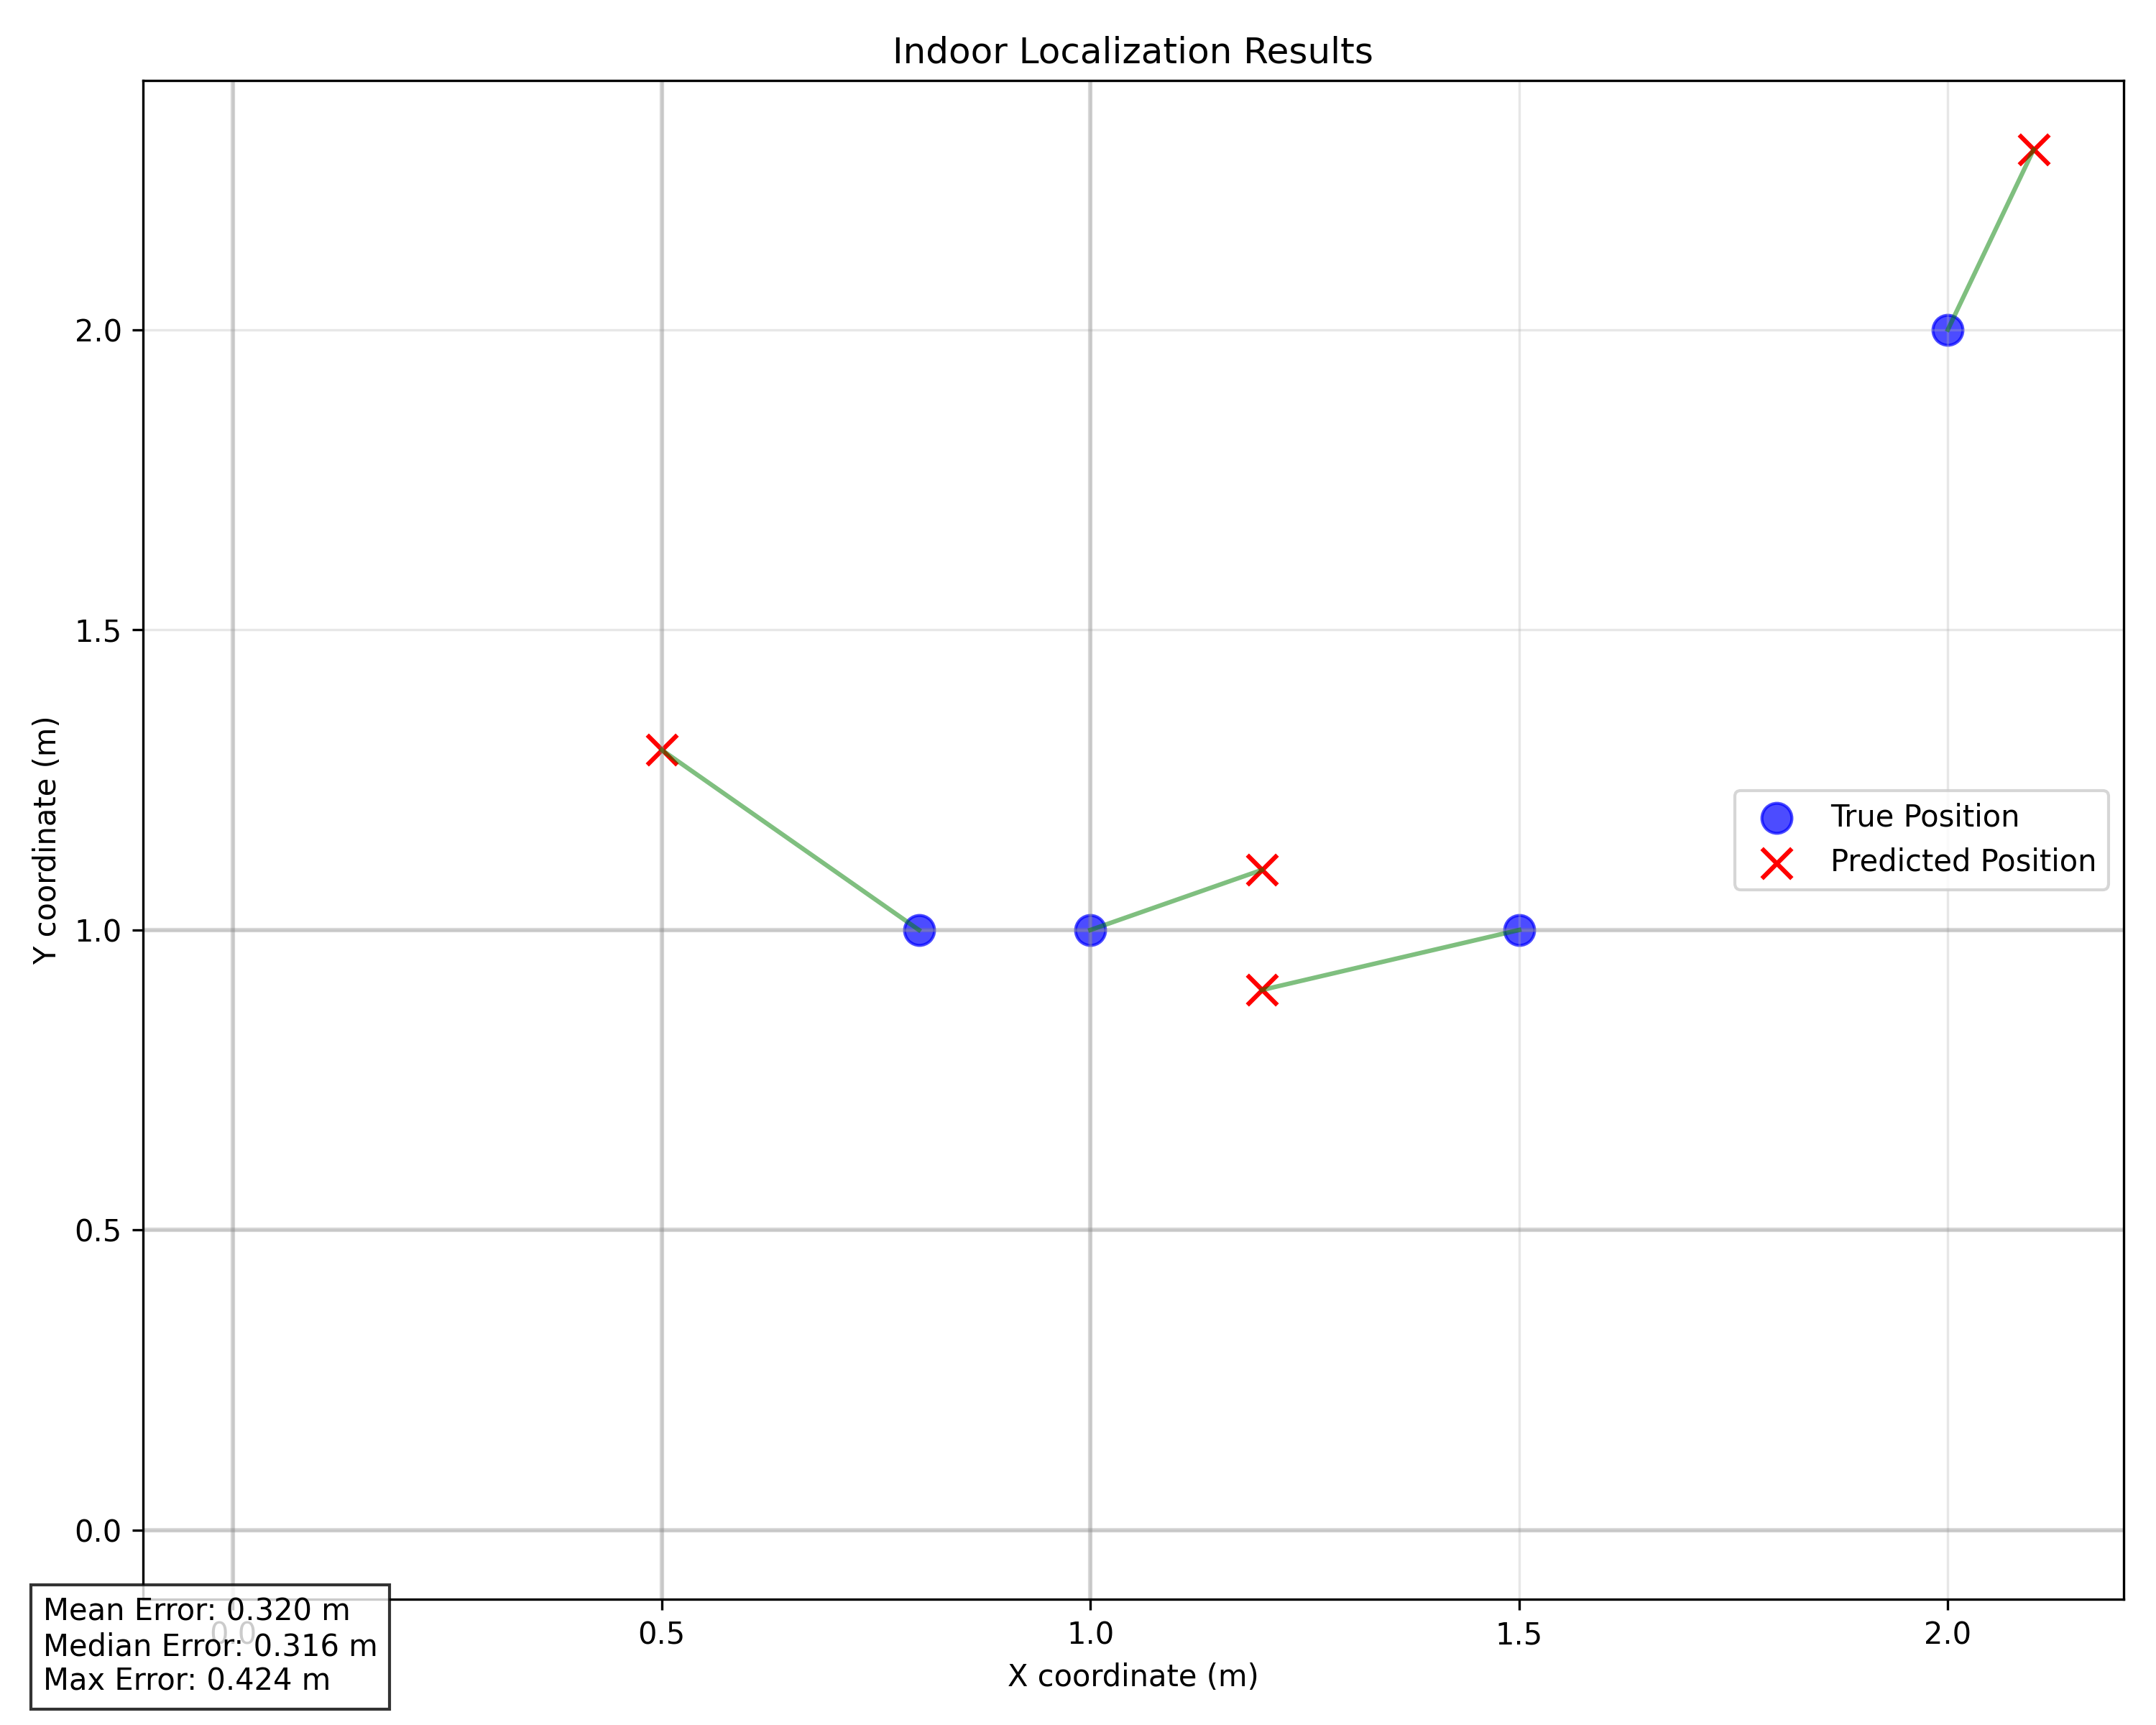 Indoor Localization Results
2.0
1.5
1.0
0.5
0.0
Y coordinate (m)
True Position
Predicted Position
0.0
0.5
1.0
1.5
2.0
X coordinate (m)
Mean Error: 0.320 m
Median Error: 0.316 m
Max Error: 0.424 m